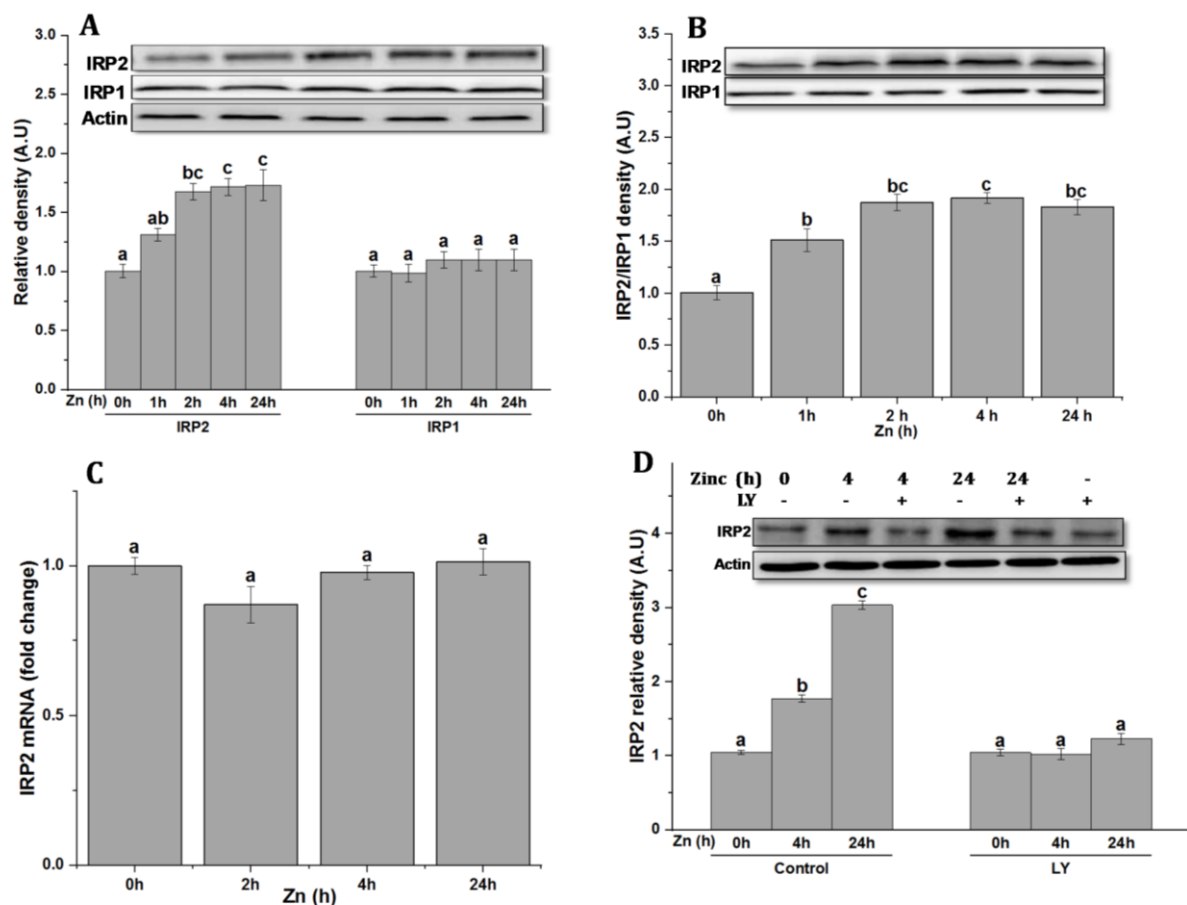 A
3.0
2.5
2.0
1.5
1.0
0.5
0.0
Relative density (A.U)
IRP2
IRP1
Actin
a ab bc c c a a a a a
Zn (h) 0h 1h 2h 4h 24h 0h 1h 2h 4h 24h
IRP2 IRP1
B
3.5
3.0
2.5
2.0
1.5
1.0
0.5
0.0
IRP2/IRP1 density (A.U)
IRP2
IRP1
a b bc c bc
0h 1h 2 h 4 h 24 h
Zn (h)
C
1.0
0.5
0.0
IRP2 mRNA (fold change)
a a a a
0h 2h 4h 24h
Zn (h)
D
Zinc (h) 0 4 4 24 24 -
LY - - + - + +
IRP2
Actin
4
3
2
1
0
IRP2 relative density (A.U)
a b c a a a
Zn (h) 0h 4h 24h 0h 4h 24h
Control LY